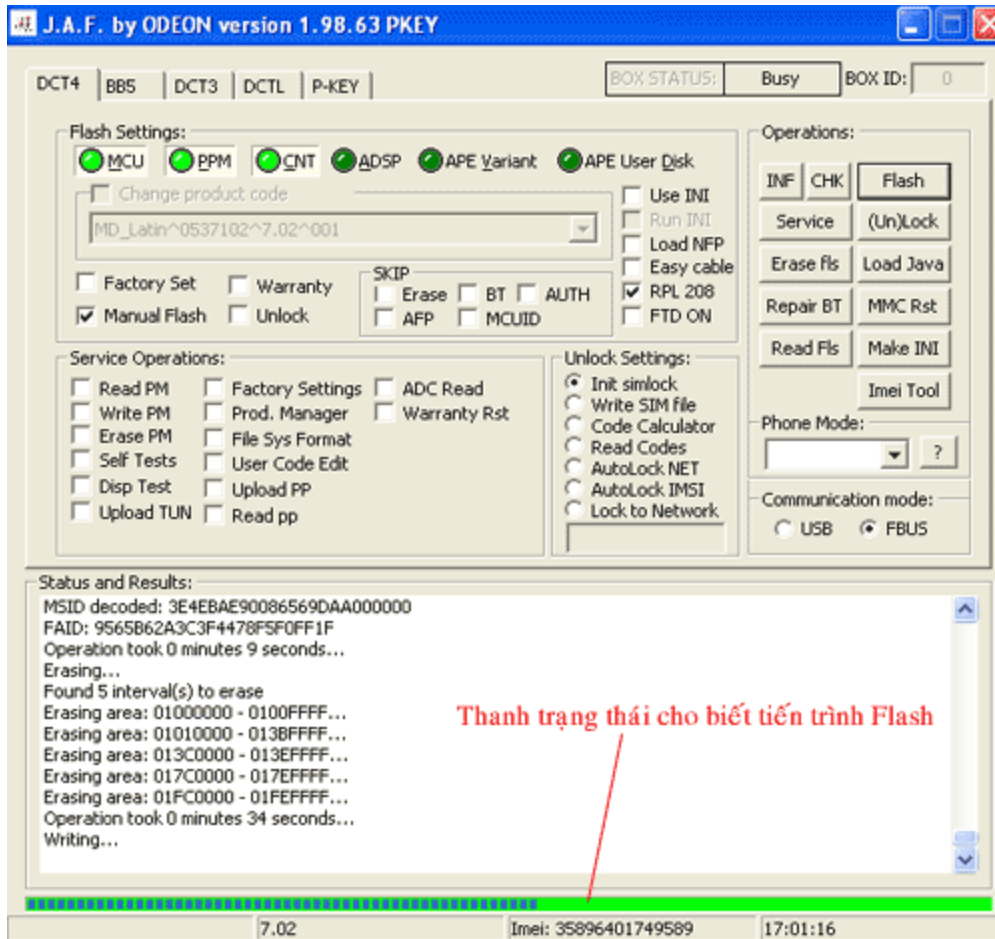 J.A.F. by ODEON version 1.98.63 PKEY
DCT4 BB5 DCT3 DCTL P-KEY
BOX STATUS: Busy BOX ID: 0
Flash Settings:
MCU PPM CNT ADSP APE Variant APE User Disk
Change product code
MD_Latin^0537102^7.02^001
Use INI
Run INI
Load NFP
Easy cable
RPL 208
FTD ON
Factory Set Warranty
Manual Flash Unlock
SKIP
Erase BT AUTH
AFP MCUID
Operations:
INF CHK Flash
Service (Un)Lock
Erase fls Load Java
Repair BT MMC Rst
Read Fls Make INI
Imei Tool
Phone Mode:
?
Communication mode:
USB FBUS
Service Operations:
Read PM Factory Settings ADC Read
Write PM Prod. Manager Warranty Rst
Erase PM File Sys Format
Self Tests User Code Edit
Disp Test Upload PP
Upload TUN Read pp
Unlock Settings:
Init simlock
Write SIM file
Code Calculator
Read Codes
AutoLock NET
AutoLock IMSI
Lock to Network
Status and Results:
MSID decoded: 3E4EBAE90086569DAA000000
FAID: 9565B62A3C3F4478F5F0FF1F
Operation took 0 minutes 9 seconds...
Erasing...
Found 5 interval(s) to erase
Erasing area: 01000000 - 0100FFFF...
Erasing area: 01010000 - 013BFFFF...
Erasing area: 013C0000 - 013EFFFF...
Erasing area: 017C0000 - 017EFFFF...
Erasing area: 01FC0000 - 01FEFFFF...
Operation took 0 minutes 34 seconds...
Writing...
Thanh trạng thái cho biết tiến trình Flash
7.02 Imei: 35896401749589 17:01:16